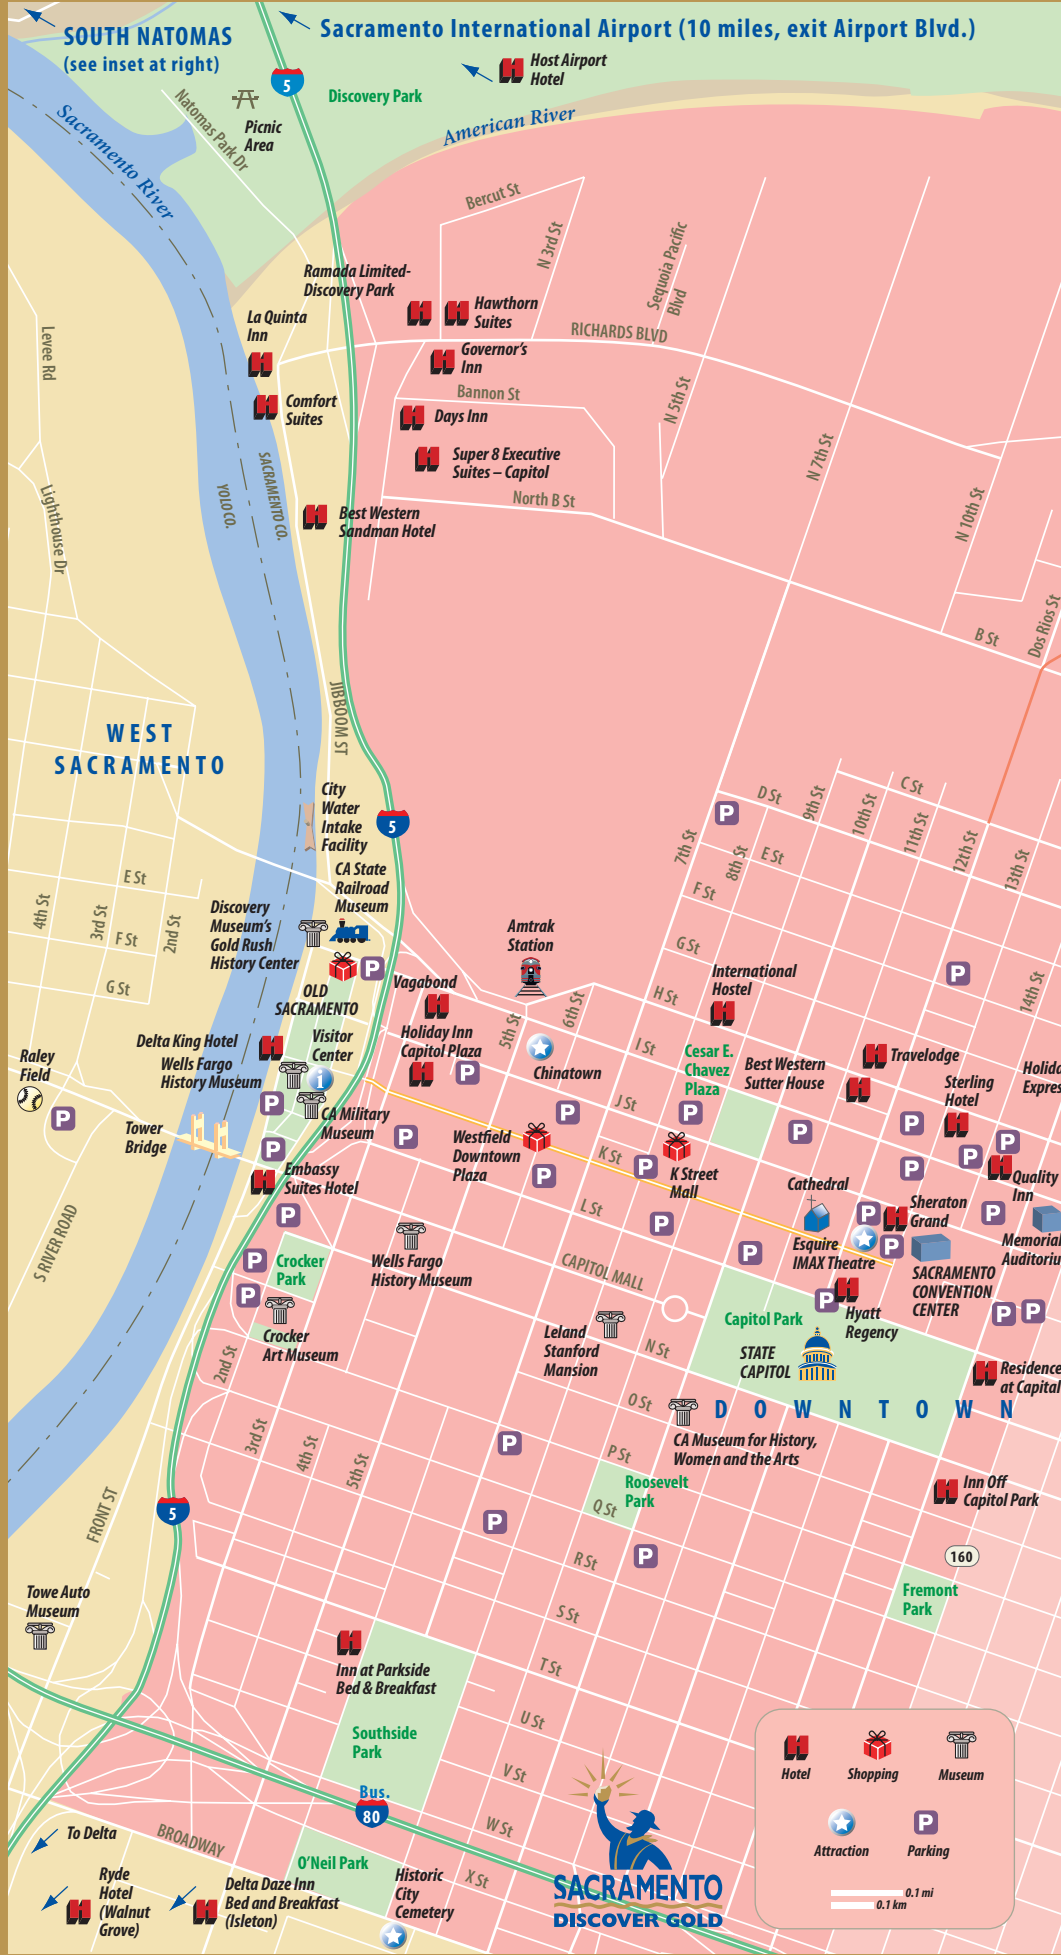 SOUTH NATOMAS
(see inset at right)
Sacramento International Airport (10 miles, exit Airport Blvd.)
Host Airport
Hotel
5
Discovery Park
Picnic
Area
Natomas Park Dr
American River
Sacramento River
Bercut St
N 3rd St
Sequoia Pacific
Blvd
Ramada Limited-
Discovery Park
Hawthorn
Suites
La Quinta
Inn
RICHARDS BLVD
Governor's
Inn
Levee Rd
Bannon St
Comfort
Suites
Days Inn
N 5th St
N 7th St
Super 8 Executive
Suites – Capitol
SACRAMENTO CO.
YOLO CO.
Lighthouse Dr
North B St
N 10th St
Best Western
Sandman Hotel
B St
Dos Rios St
JIBBOOM ST
WEST
SACRAMENTO
City
Water
Intake
Facility
5
C St
D St
9th St
10th St
11th St
12th St
13th St
P
7th St
8th St
E St
F St
G St
H St
CA State
Railroad
Museum
E St
4th St
3rd St
F St
2nd St
G St
Discovery
Museum's
Gold Rush
History Center
Amtrak
Station
P
P
Vagabond
International
Hostel
14th St
OLD
SACRAMENTO
Holiday Inn
Capitol Plaza
P
5th St
6th St
I St
Chinatown
Delta King Hotel
Visitor
Center
i
Wells Fargo
History Museum
Cesar E.
Chavez
Plaza
Best Western
Sutter House
Travelodge
Holida
Expres
Sterling
Hotel
Raley
Field
P
P
CA Military
Museum
J St
P
P
P
P
P
Tower
Bridge
P
P
Westfield
Downtown
Plaza
P
K St
P
K Street
Mall
P
P
Quality
Inn
Embassy
Suites Hotel
P
L St
P
Cathedral
P
Sheraton
Grand
P
Memorial
Auditoriu
S RIVER ROAD
P
Crocker
Park
Wells Fargo
History Museum
CAPITOL MALL
P
Esquire
IMAX Theatre
P
SACRAMENTO
CONVENTION
CENTER
P
Crocker
Art Museum
P
Hyatt
Regency
P
P
Capitol Park
Leland
Stanford
Mansion
N St
STATE
CAPITOL
2nd St
Residence
at Capital
O St
DOWNTOWN
3rd St
4th St
5th St
P
P St
CA Museum for History,
Women and the Arts
Roosevelt
Park
Inn Off
Capitol Park
5
FRONT ST
P
Q St
R St
P
160
Fremont
Park
Towe Auto
Museum
S St
Inn at Parkside
Bed & Breakfast
T St
U St
Southside
Park
V St
Bus.
80
W St
X St
To Delta
BROADWAY
O'Neil Park
Ryde
Hotel
(Walnut
Grove)
Delta Daze Inn
Bed and Breakfast
(Isleton)
Historic
City
Cemetery
SACRAMENTO
DISCOVER GOLD
Hotel
Shopping
Museum
P
Attraction
Parking
0.1 mi
0.1 km